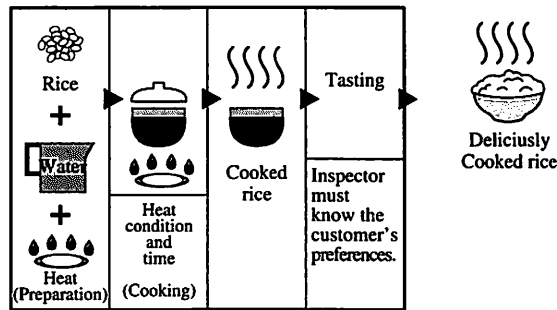 Rice
+
Water
+
Heat
(Preparation)
Heat
condition
and
time
(Cooking)
Cooked
rice
Tasting
Inspector
must
know the
customer's
preferences.
Deliciously
Cooked rice